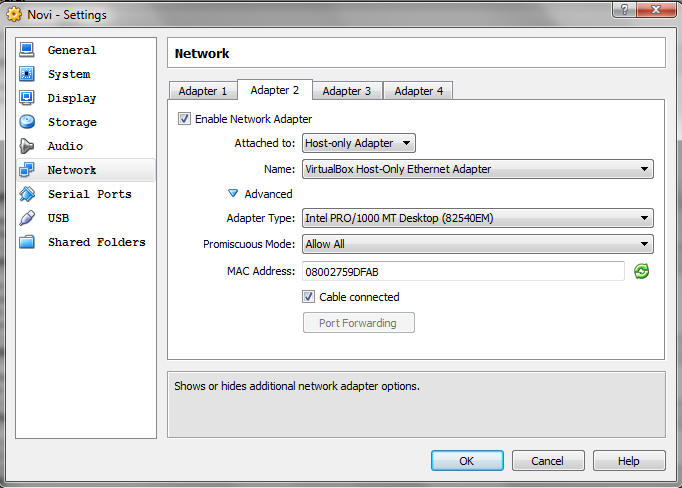 Novi - Settings
General
System
Display
Storage
Audio
Network
Serial Ports
USB
Shared Folders
Network
Adapter 1 Adapter 2 Adapter 3 Adapter 4
Enable Network Adapter
Attached to: Host-only Adapter
Name: VirtualBox Host-Only Ethernet Adapter
Advanced
Adapter Type: Intel PRO/1000 MT Desktop (82540EM)
Promiscuous Mode: Allow All
MAC Address: 08002759DFAB
Cable connected
Port Forwarding
Shows or hides additional network adapter options.
OK Cancel Help